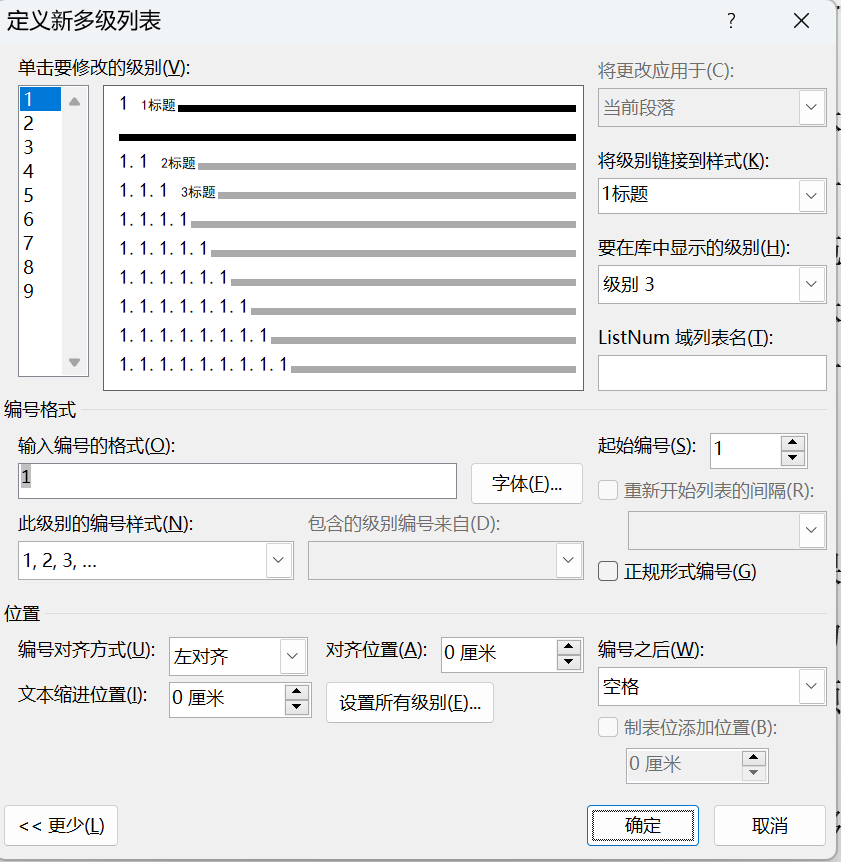 定义新多级列表 ?
单击要修改的级别(V):
1
2
3
4
5
6
7
8
9
1 1标题
1.1 2标题
1.1.1 3标题
1.1.1.1
1.1.1.1.1
1.1.1.1.1.1
1.1.1.1.1.1.1
1.1.1.1.1.1.1.1
1.1.1.1.1.1.1.1.1
将更改应用于(C):
当前段落
将级别链接到样式(K):
1标题
要在库中显示的级别(H):
级别 3
ListNum 域列表名(T):
编号格式
输入编号的格式(O):
1
字体(F)...
此级别的编号样式(N):
1, 2, 3, ...
包含的级别编号来自(D):
起始编号(S):
1
重新开始列表的间隔(R):
正规形式编号(G)
位置
编号对齐方式(U):
左对齐
对齐位置(A):
0 厘米
文本缩进位置(I):
0 厘米
设置所有级别(E)...
编号之后(W):
空格
制表位添加位置(B):
0 厘米
<< 更少(L)
确定
取消